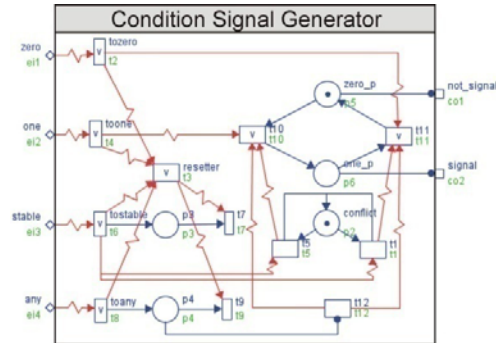 Condition Signal Generator
zero
ei1
v
tozero
t2
zero_p
p5
not_signal
co1
one
ei2
v
toone
t4
v
t10
t10
v
t11
t11
resetter
v
t3
one_p
p6
signal
co2
stable
ei3
v
tostable
t6
p3
p3
t7
t7
conflict
p2
t5
t5
t1
t1
any
ei4
v
toany
t8
p4
p4
t9
t9
t12
t12